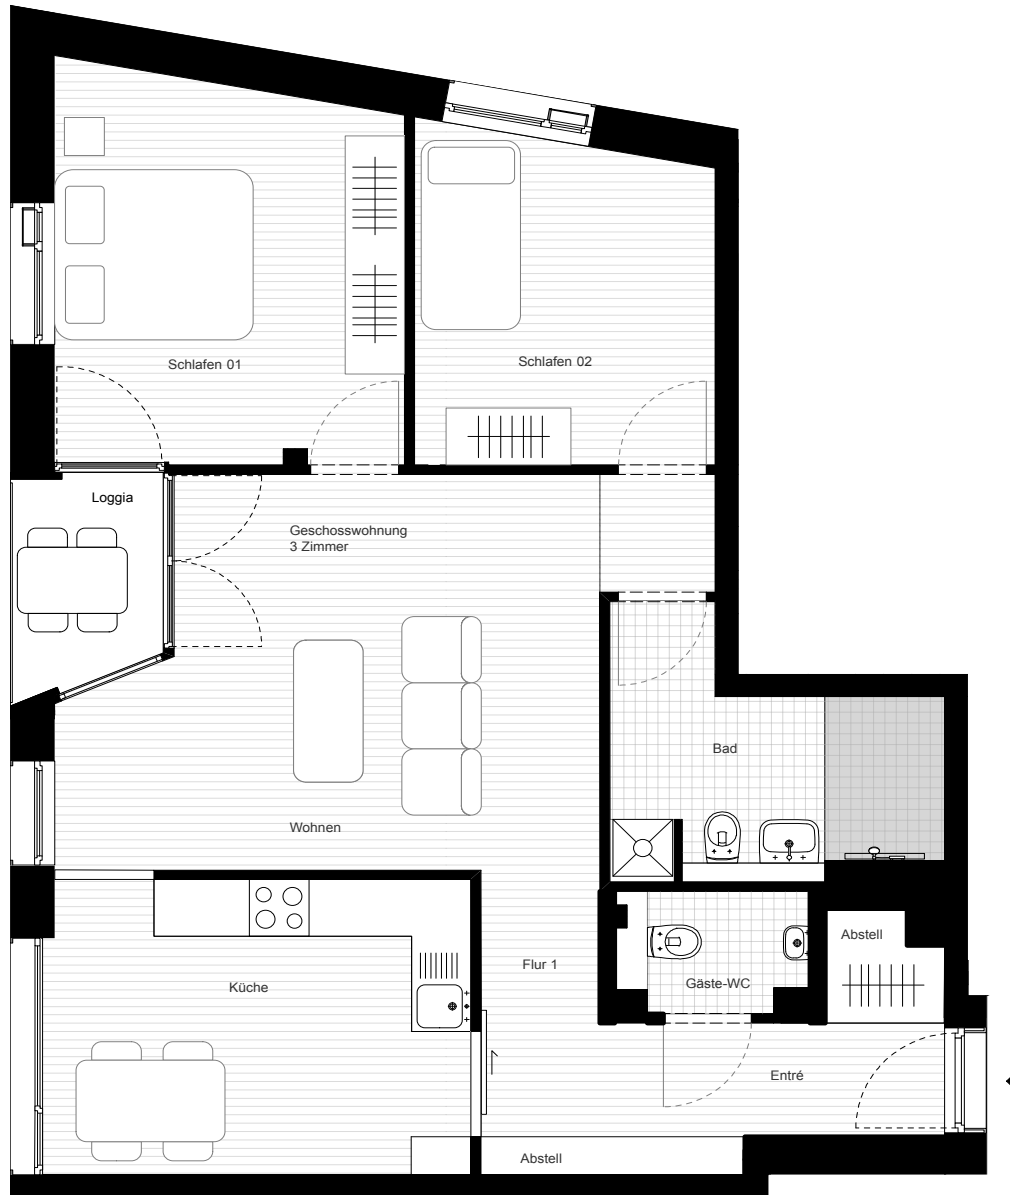 Schlafen 01
Schlafen 02
Loggia
Geschosswohnung
3 Zimmer
Bad
Wohnen
Abstell
Flur 1
Gäste-WC
Küche
Entré
Abstell